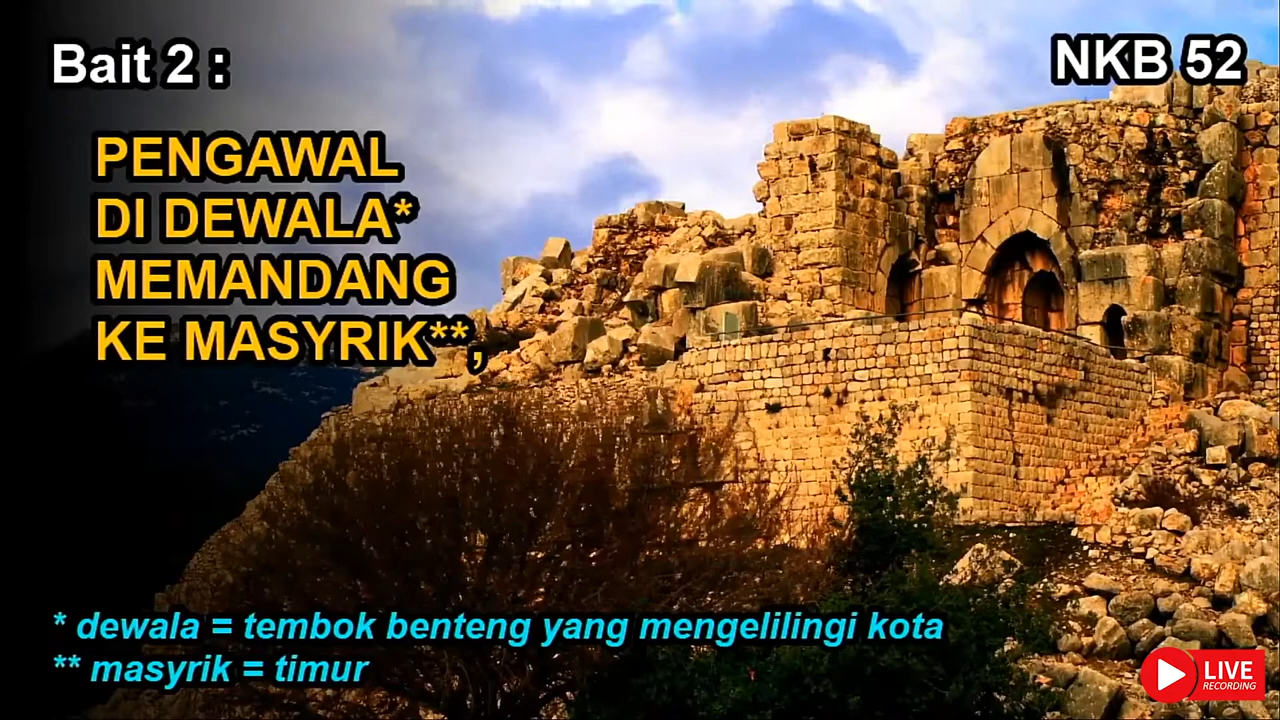 Bait 2 :
NKB 52
PENGAWAL
DI DEWALA*
MEMANDANG
KE MASYRIK**,
* dewala = tembok benteng yang mengelilingi kota
** masyrik = timur
LIVE
RECORDING